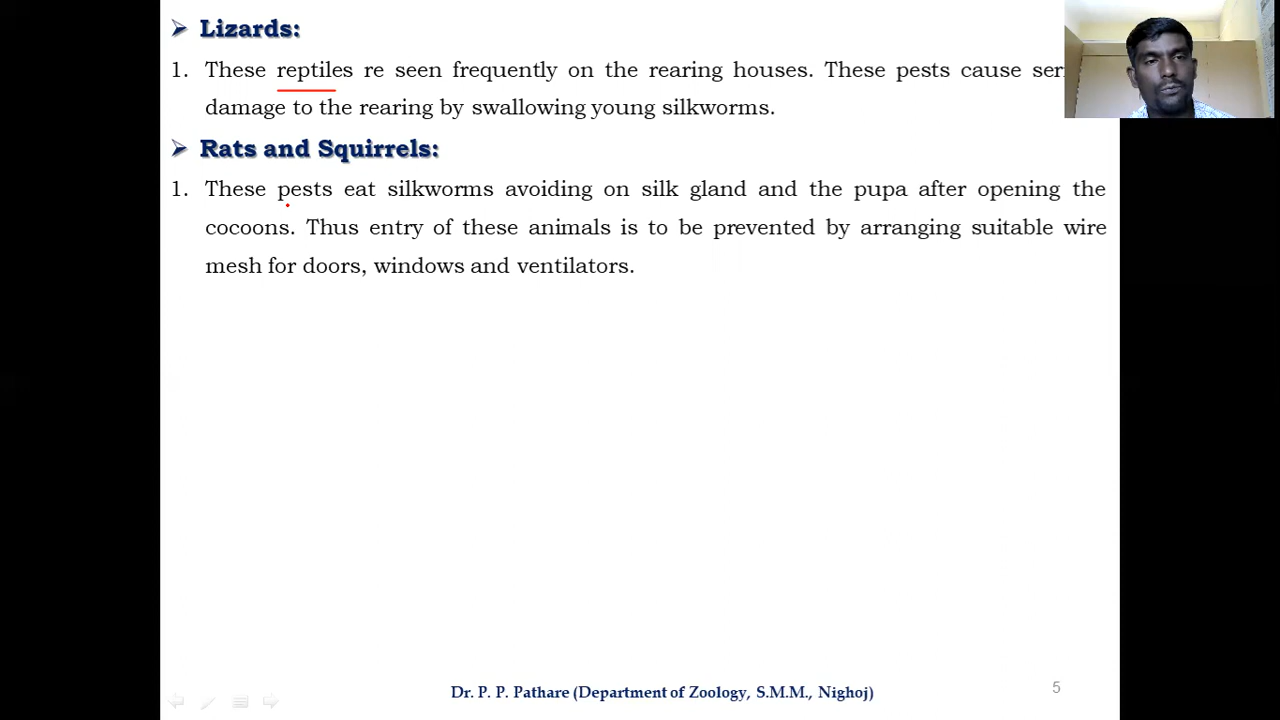 Lizards:
1. These reptiles re seen frequently on the rearing houses. These pests cause ser
damage to the rearing by swallowing young silkworms.
Rats and Squirrels:
1. These pests eat silkworms avoiding on silk gland and the pupa after opening the
cocoons. Thus entry of these animals is to be prevented by arranging suitable wire
mesh for doors, windows and ventilators.
Dr. P. P. Pathare (Department of Zoology, S.M.M., Nighoj)
5